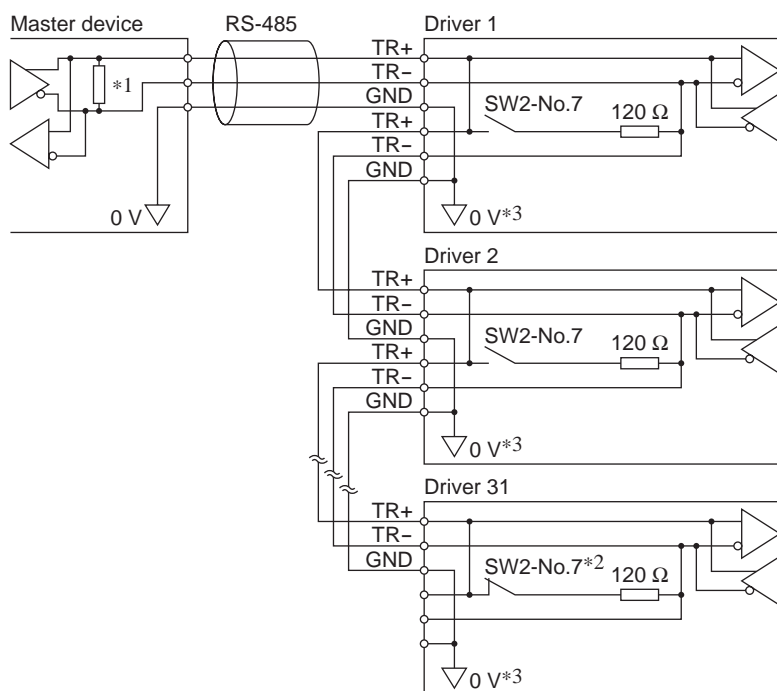 Master device
RS-485
Driver 1
*1
0 V
TR+
TR−
GND
TR+
TR−
GND
SW2-No.7
120 Ω
0 V*3
Driver 2
TR+
TR−
GND
TR+
TR−
GND
SW2-No.7
120 Ω
0 V*3
Driver 31
TR+
TR−
GND
SW2-No.7*2
120 Ω
0 V*3